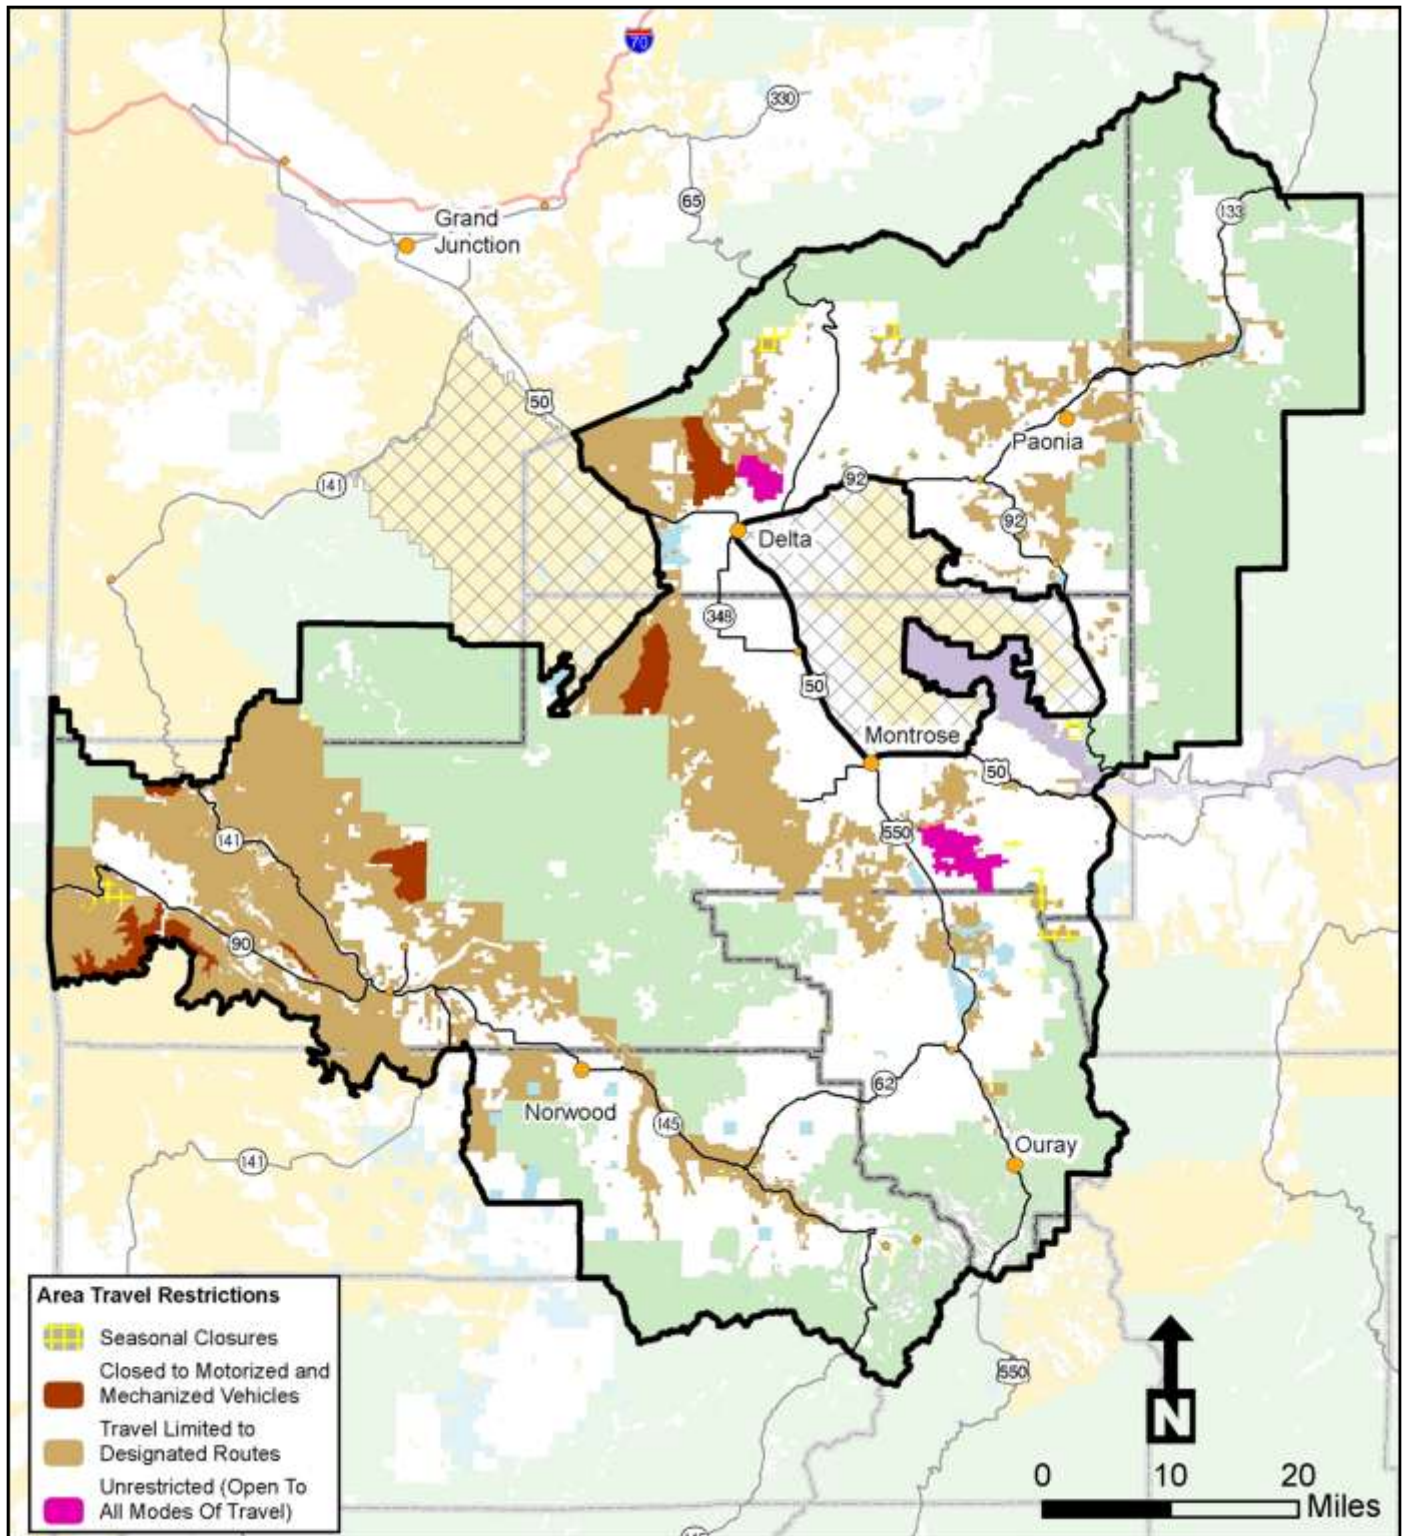 70
330
65
133
Grand
Junction
50
141
Paonia
92
92
Delta
348
50
Montrose
50
550
141
90
62
Norwood
145
141
Ouray
550
Area Travel Restrictions
Seasonal Closures
Closed to Motorized and
Mechanized Vehicles
Travel Limited to
Designated Routes
Unrestricted (Open To
All Modes Of Travel)
N
0 10 20
Miles